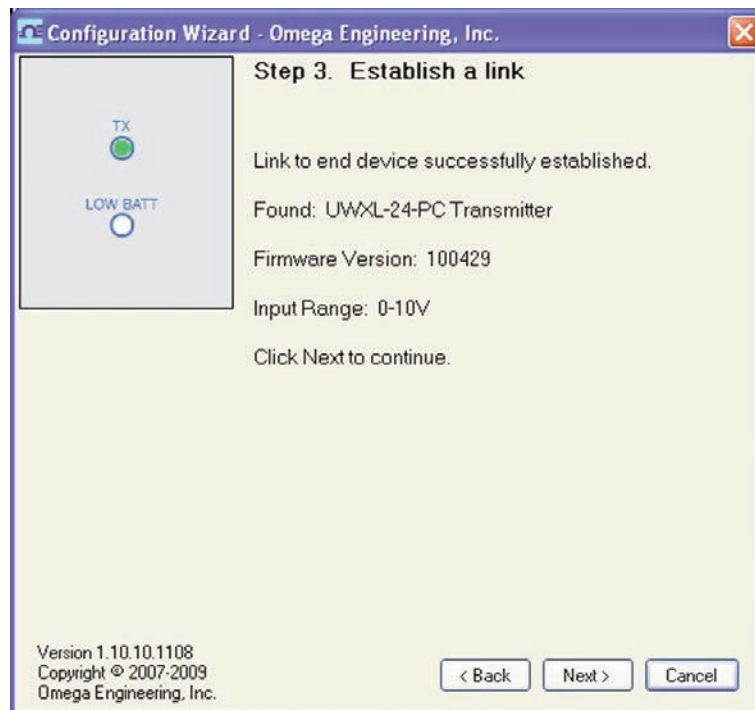 Configuration Wizard - Omega Engineering, Inc.
Step 3. Establish a link
TX
LOW BATT
Link to end device successfully established.
Found: UWXL-24-PC Transmitter
Firmware Version: 100429
Input Range: 0-10V
Click Next to continue.
Version 1.10.10.1108
Copyright © 2007-2009
Omega Engineering, Inc.
< Back
Next >
Cancel